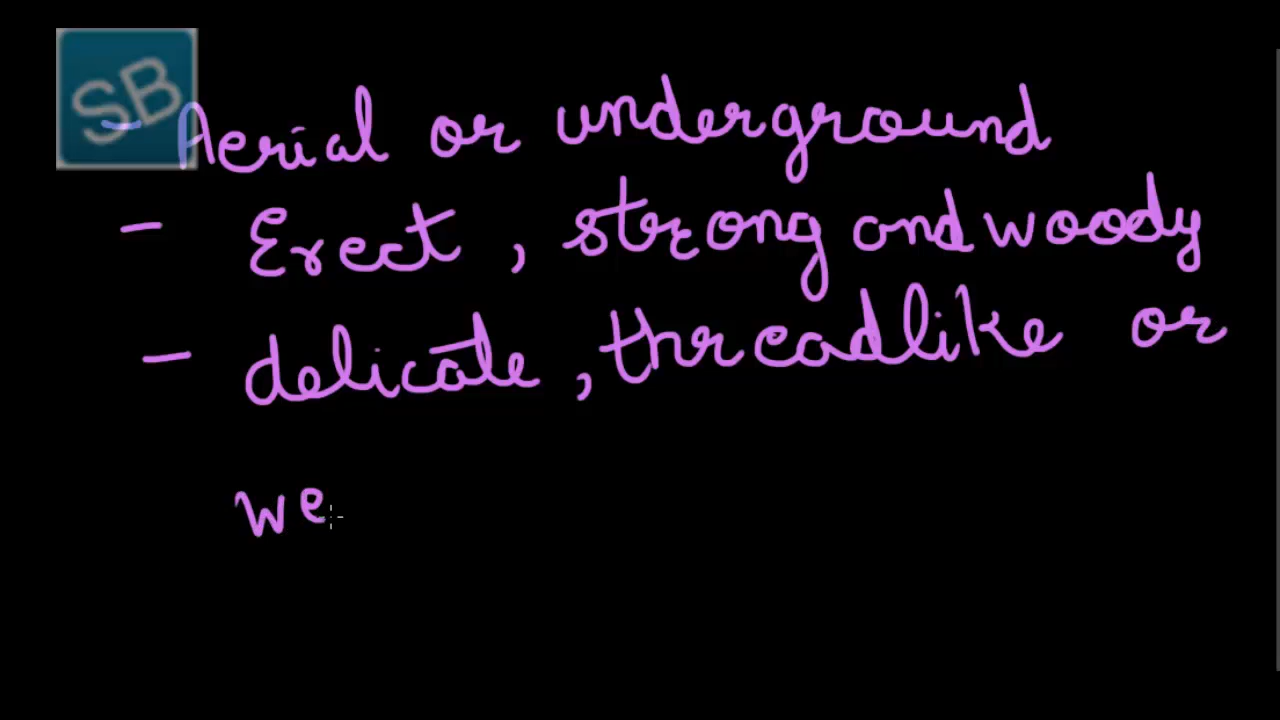 SB
- Aerial or underground
- Erect, strong and woody
- delicate, threadlike or
we